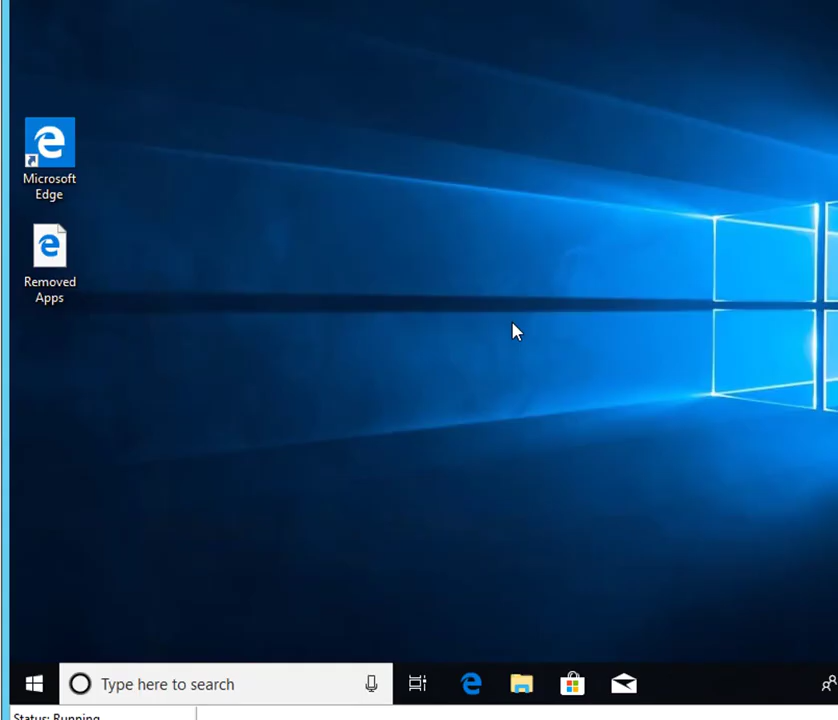 Microsoft
Edge
Removed
Apps
Type here to search
Status: Running